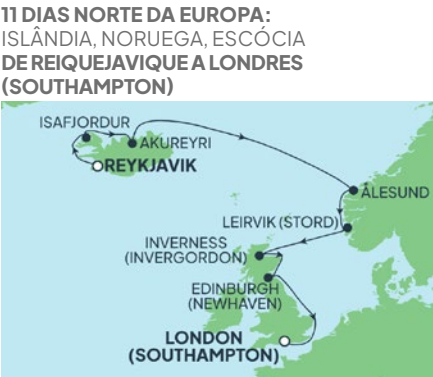 11 DIAS NORTE DA EUROPA:
ISLÂNDIA, NORUEGA, ESCÓCIA
DE REIQUEJAVIQUE A LONDRES
(SOUTHAMPTON)
ISAFJORDUR
AKUREYRI
REYKJAVIK
ÅLESUND
LEIRVIK (STORD)
INVERNESS
(INVERGORDON)
EDINBURGH
(NEWHAVEN)
LONDON
(SOUTHAMPTON)